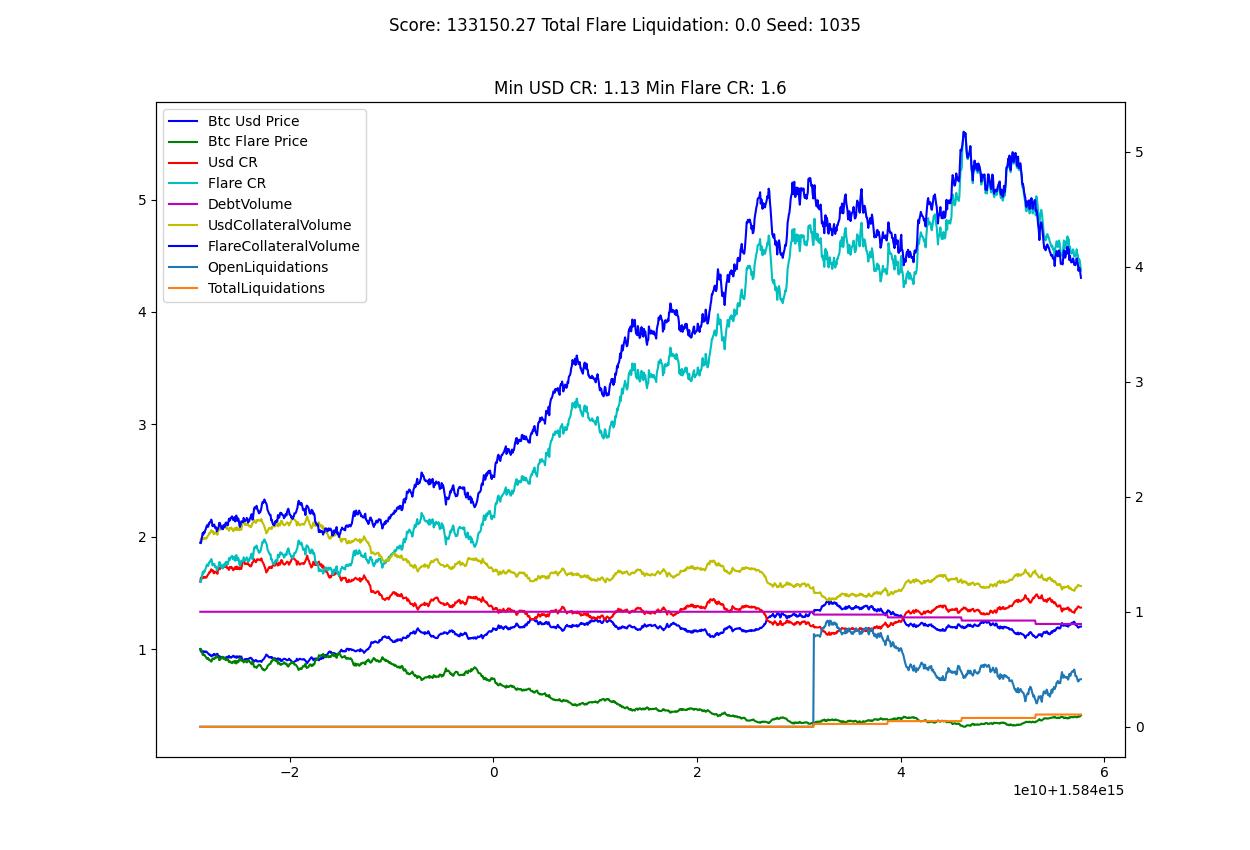 Score: 133150.27 Total Flare Liquidation: 0.0 Seed: 1035
Min USD CR: 1.13 Min Flare CR: 1.6
Btc Usd Price
Btc Flare Price
Usd CR
Flare CR
DebtVolume
UsdCollateralVolume
FlareCollateralVolume
OpenLiquidations
TotalLiquidations
5
4
3
2
1
5
4
3
2
1
0
−2
0
2
4
6
1e10+1.584e15